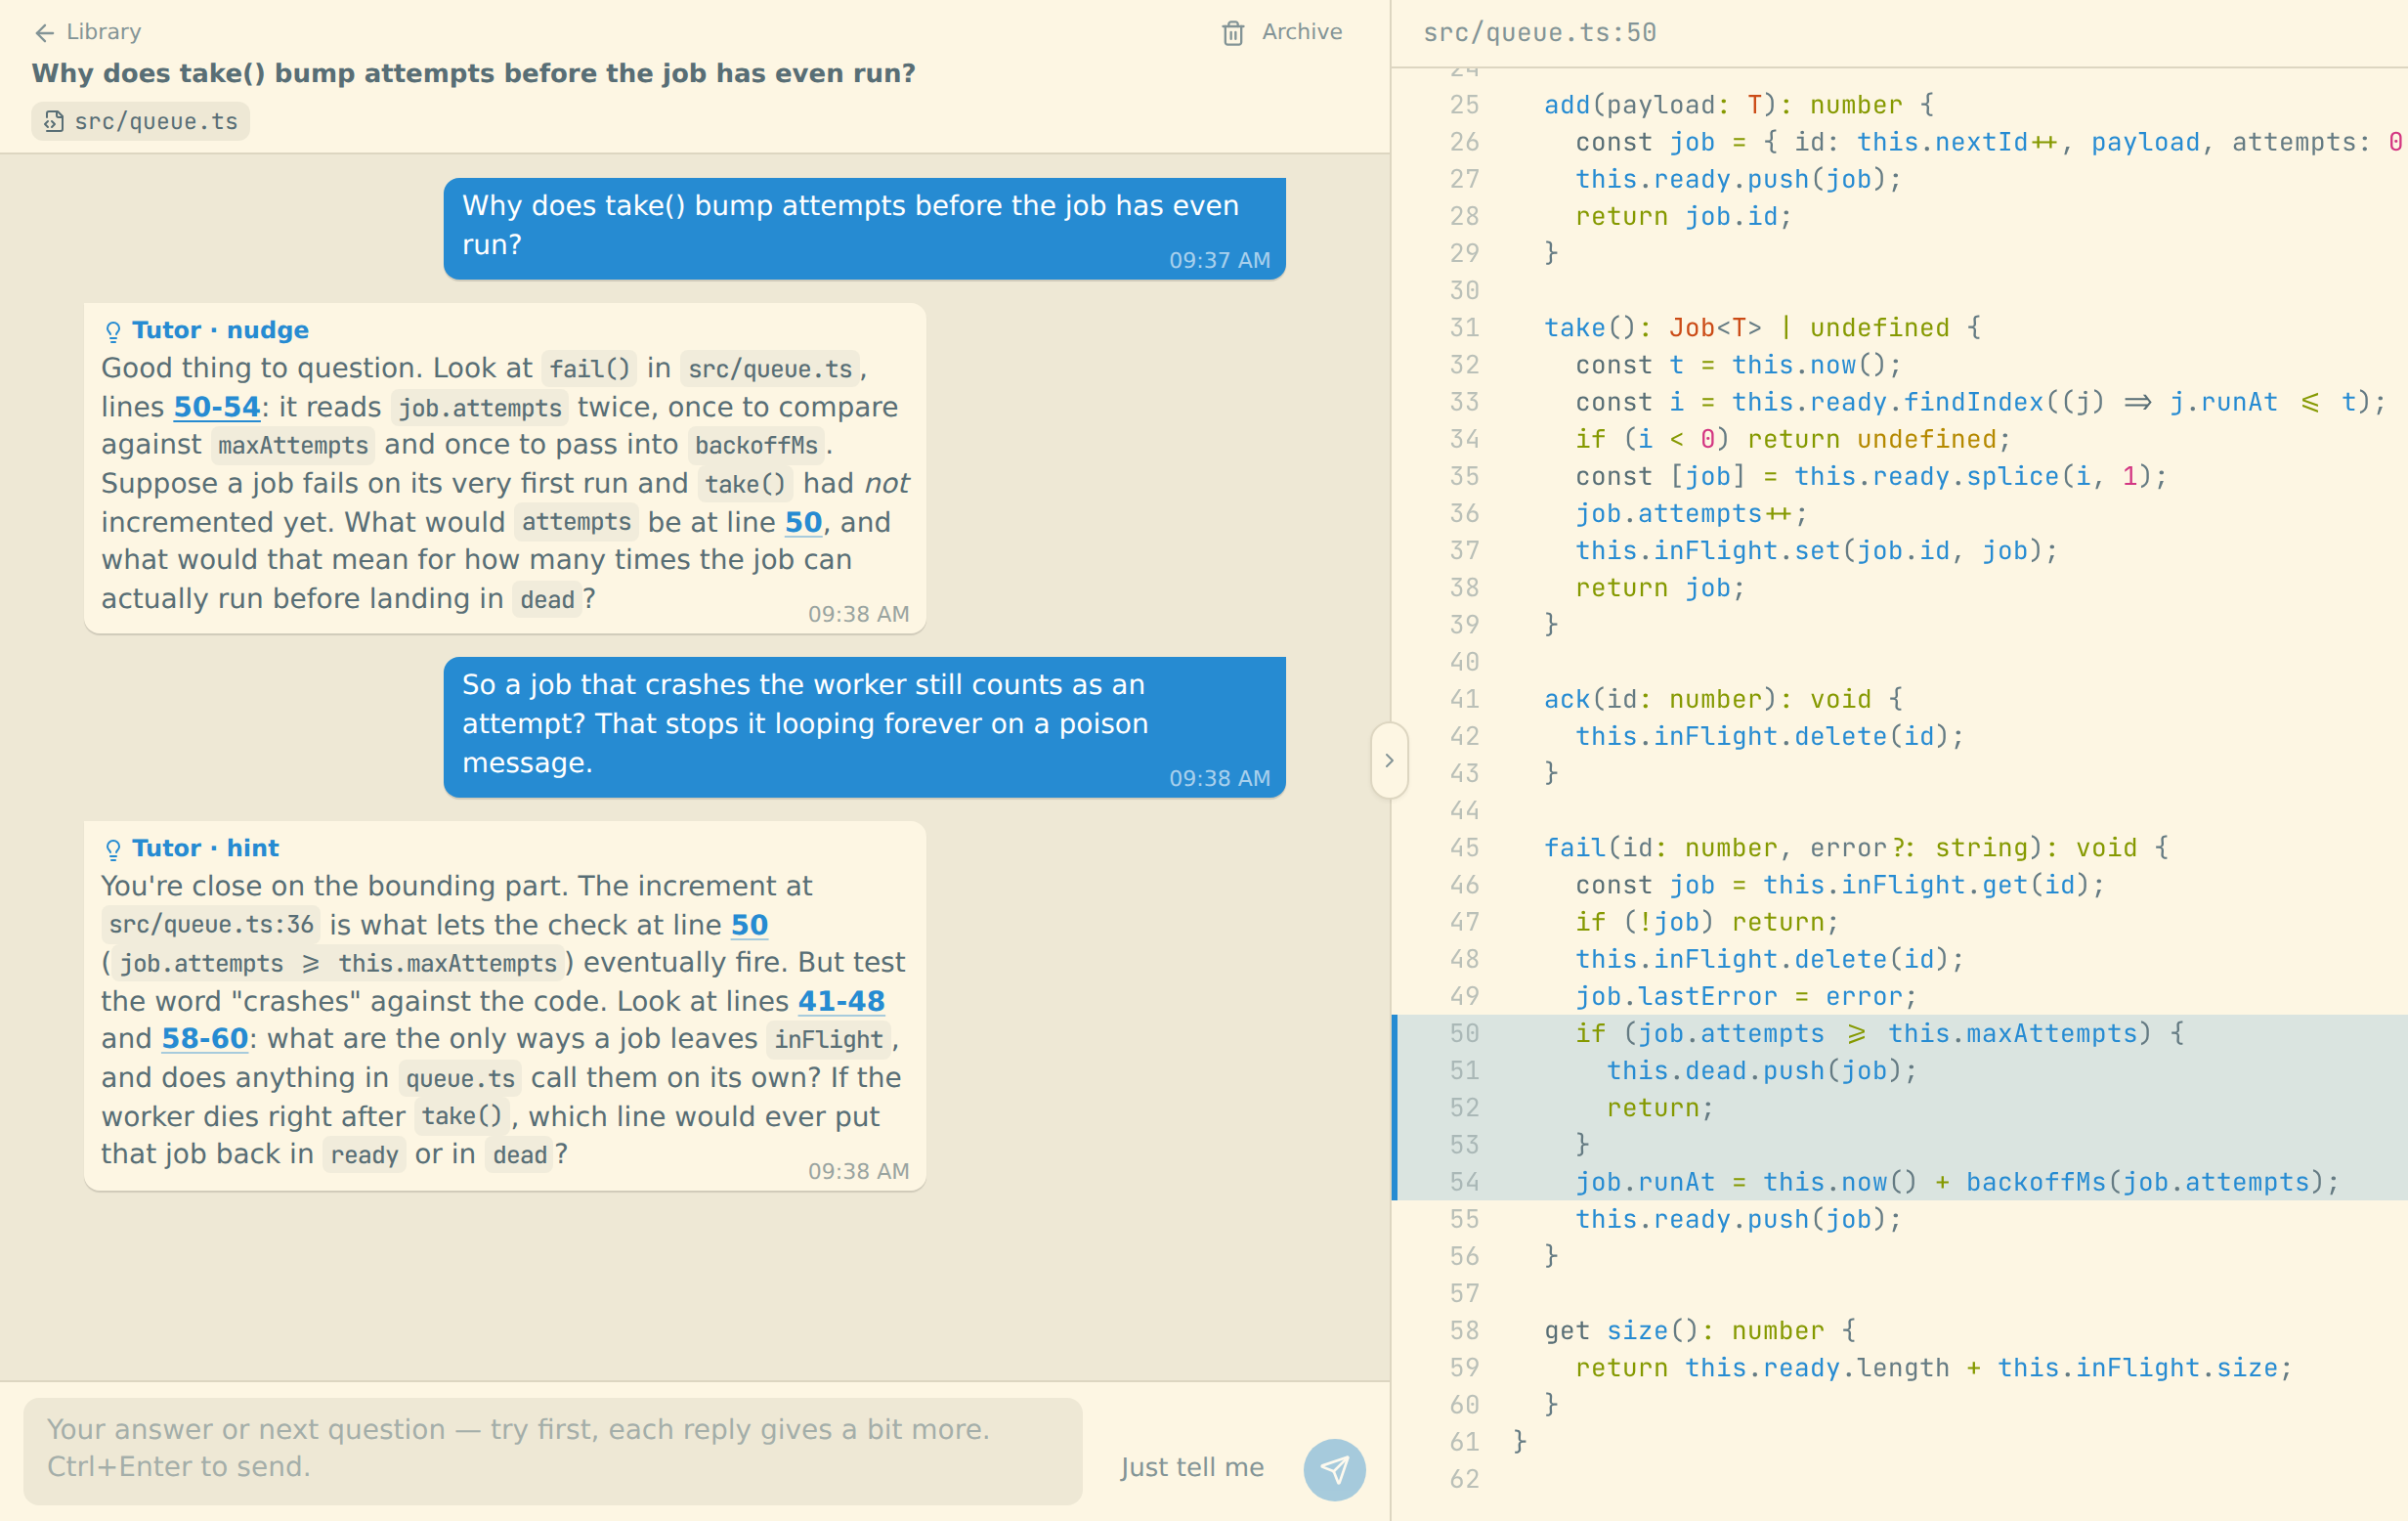 Library
Archive
Why does take() bump attempts before the job has even run?
src/queue.ts
Why does take() bump attempts before the job has even
run?
09:37 AM
Tutor · nudge
Good thing to question. Look at fail() in src/queue.ts,
lines 50-54: it reads job.attempts twice, once to compare
against maxAttempts and once to pass into backoffMs.
Suppose a job fails on its very first run and take() had not
incremented yet. What would attempts be at line 50, and
what would that mean for how many times the job can
actually run before landing in dead?
09:38 AM
So a job that crashes the worker still counts as an
attempt? That stops it looping forever on a poison
message.
09:38 AM
Tutor · hint
You're close on the bounding part. The increment at
src/queue.ts:36 is what lets the check at line 50
(job.attempts >= this.maxAttempts) eventually fire. But test
the word "crashes" against the code. Look at lines 41-48
and 58-60: what are the only ways a job leaves inFlight,
and does anything in queue.ts call them on its own? If the
worker dies right after take(), which line would ever put
that job back in ready or in dead?
09:38 AM
Your answer or next question — try first, each reply gives a bit more.
Ctrl+Enter to send.
Just tell me
src/queue.ts:50
24
25 add(payload: T): number {
26 const job = { id: this.nextId++, payload, attempts: 0
27 this.ready.push(job);
28 return job.id;
29 }
30
31 take(): Job<T> | undefined {
32 const t = this.now();
33 const i = this.ready.findIndex((j) => j.runAt <= t);
34 if (i < 0) return undefined;
35 const [job] = this.ready.splice(i, 1);
36 job.attempts++;
37 this.inFlight.set(job.id, job);
38 return job;
39 }
40
41 ack(id: number): void {
42 this.inFlight.delete(id);
43 }
44
45 fail(id: number, error?: string): void {
46 const job = this.inFlight.get(id);
47 if (!job) return;
48 this.inFlight.delete(id);
49 job.lastError = error;
50 if (job.attempts >= this.maxAttempts) {
51 this.dead.push(job);
52 return;
53 }
54 job.runAt = this.now() + backoffMs(job.attempts);
55 this.ready.push(job);
56 }
57
58 get size(): number {
59 return this.ready.length + this.inFlight.size;
60 }
61 }
62